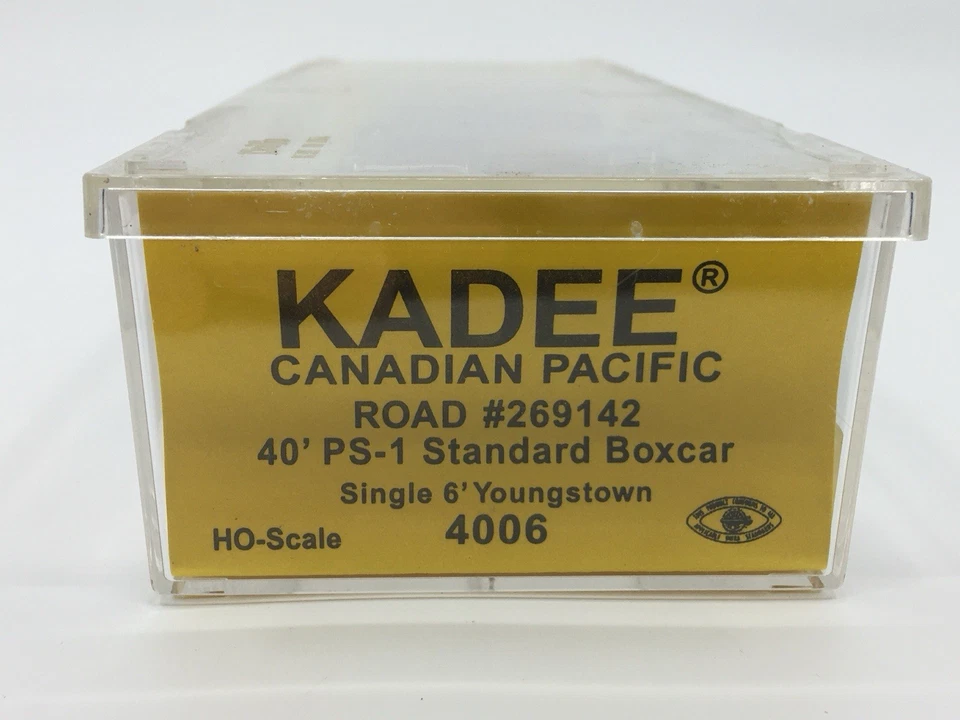 KADEE®
CANADIAN PACIFIC
ROAD #269142
40' PS-1 Standard Boxcar
Single 6' Youngstown
HO-Scale 4006